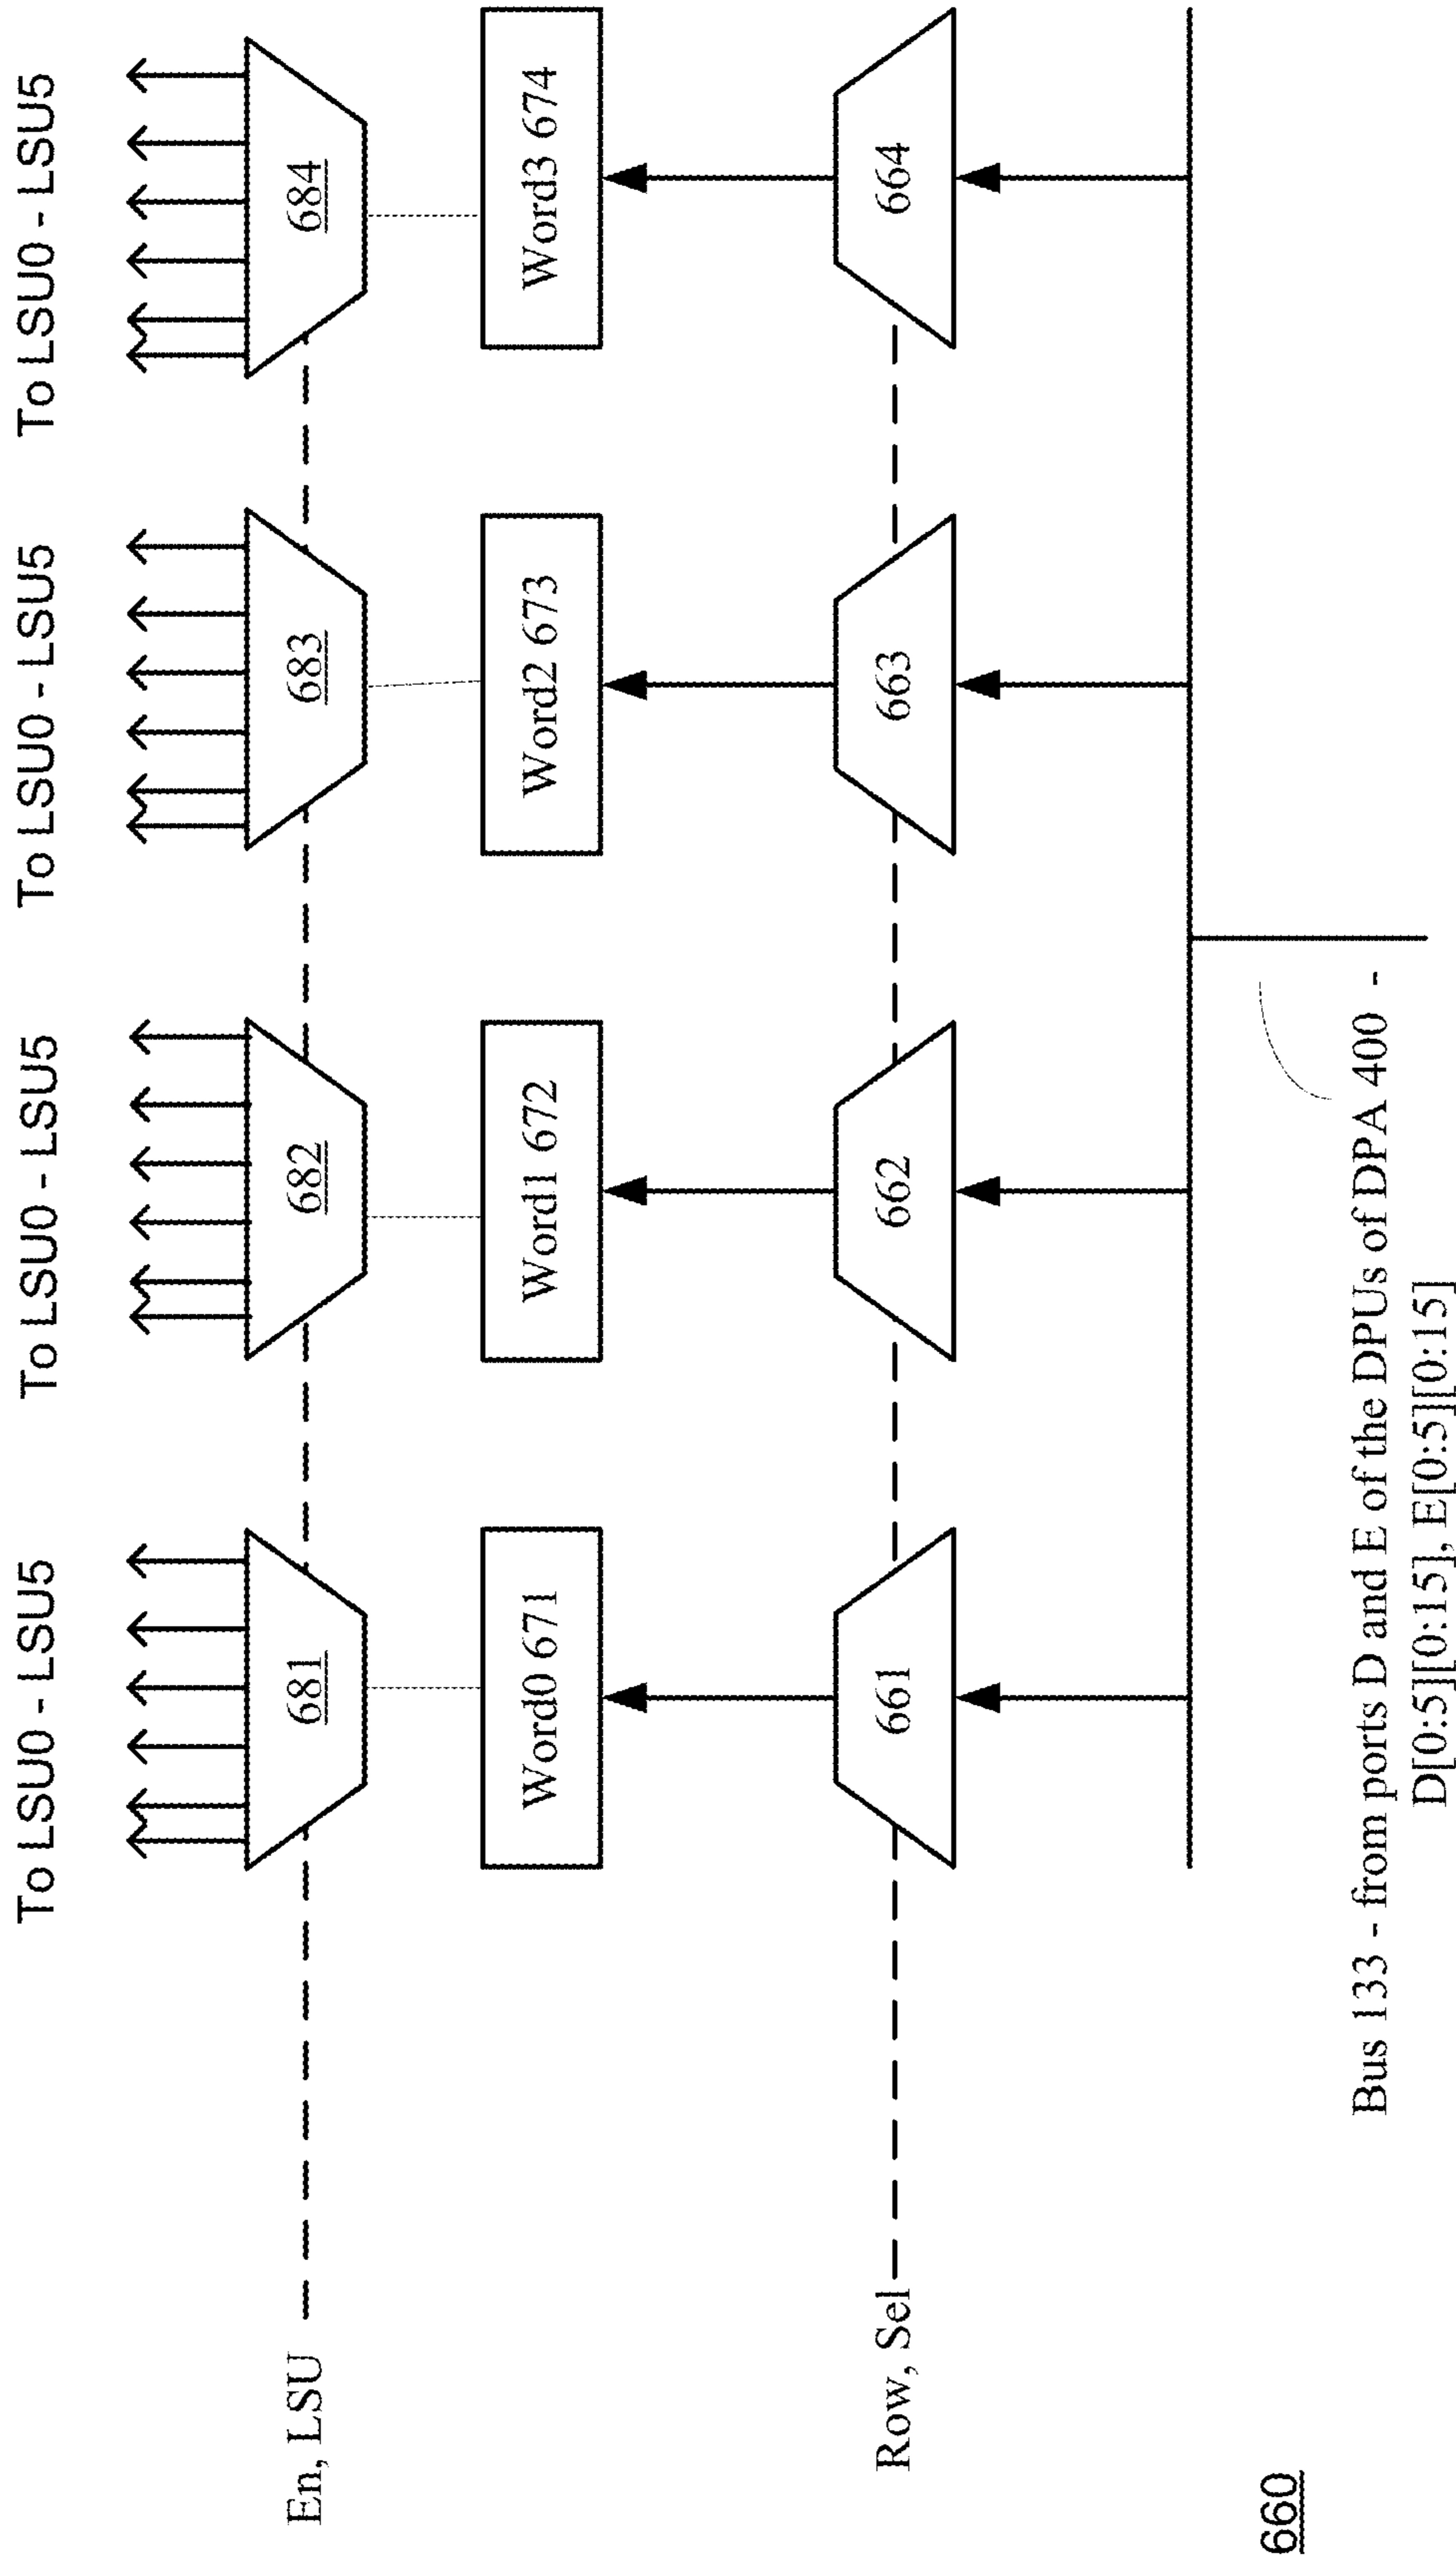 To LSU0 - LSU5
To LSU0 - LSU5
To LSU0 - LSU5
To LSU0 - LSU5
En, LSU
681
682
683
684
Word0 671
Word1 672
Word2 673
Word3 674
Row, Sel
661
662
663
664
660
Bus 133 - from ports D and E of the DPUs of DPA 400 -
D[0:5][0:15], E[0:5][0:15]